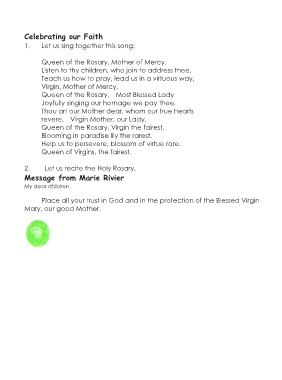 Celebrating our Faith
1. Let us sing together this song:
Queen of the Rosary, Mother of Mercy.
Listen to thy children, who join to address thee.
Teach us how to pray, lead us in a virtuous way,
Virgin, Mother of Mercy.
Queen of the Rosary, Most Blessed Lady
Joyfully singing our homage we pay thee.
Thou art our Mother dear, whom our true hearts
revere. Virgin Mother, our Lady.
Queen of the Rosary, Virgin the fairest.
Blooming in paradise lily the rarest.
Help us to persevere, blossom of virtue rare.
Queen of Virgins, the fairest.
2. Let us recite the Holy Rosary.
Message from Marie Rivier
My dear children,
Place all your trust in God and in the protection of the Blessed Virgin
Mary, our good Mother.